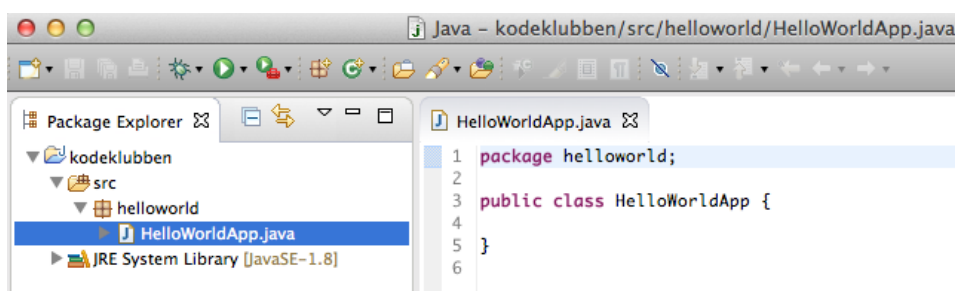 Java – kodeklubben/src/helloworld/HelloWorldApp.java
Package Explorer
kodeklubben
src
helloworld
HelloWorldApp.java
JRE System Library [JavaSE-1.8]
HelloWorldApp.java
1 package helloworld;
2
3 public class HelloWorldApp {
4
5 }
6